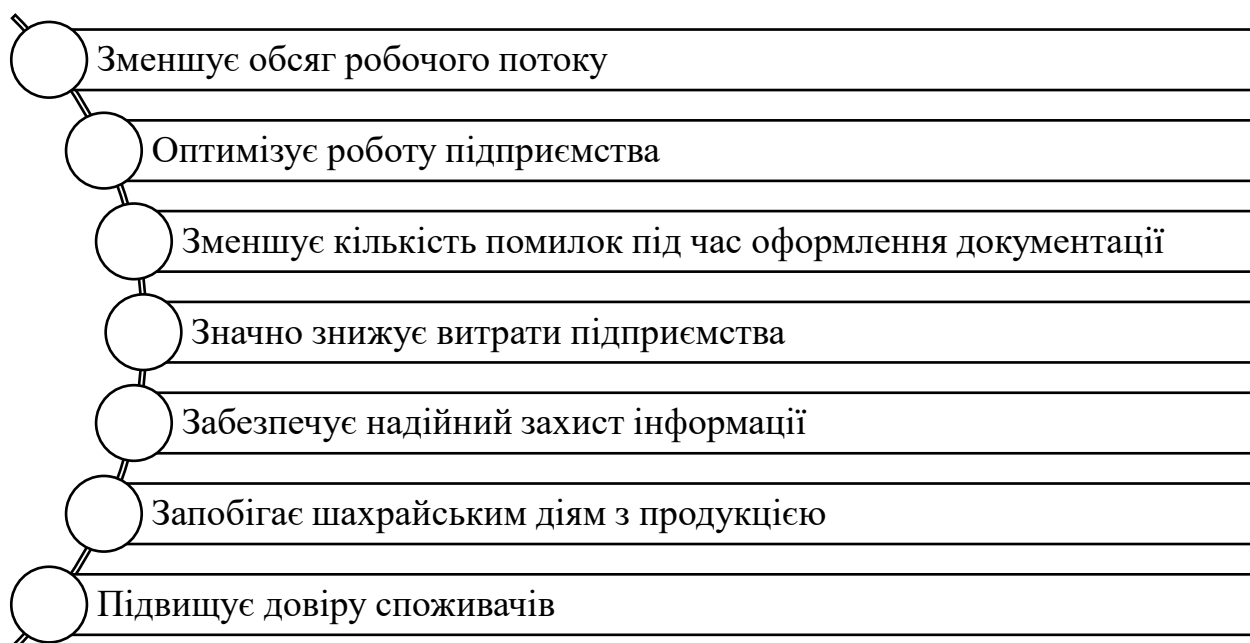 Зменшує обсяг робочого потоку
Оптимізує роботу підприємства
Зменшує кількість помилок під час оформлення документації
Значно знижує витрати підприємства
Забезпечує надійний захист інформації
Запобігає шахрайським діям з продукцією
Підвищує довіру споживачів